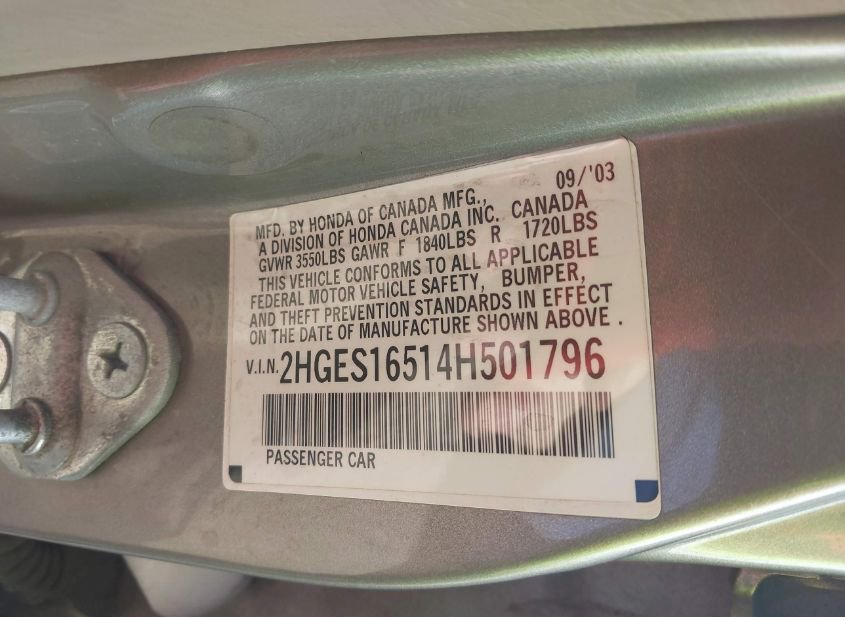 09/'03
MFD. BY HONDA OF CANADA MFG.,
A DIVISION OF HONDA CANADA INC. CANADA
GVWR 3550LBS GAWR F 1840LBS R 1720LBS
THIS VEHICLE CONFORMS TO ALL APPLICABLE
FEDERAL MOTOR VEHICLE SAFETY, BUMPER,
AND THEFT PREVENTION STANDARDS IN EFFECT
ON THE DATE OF MANUFACTURE SHOWN ABOVE .
V.I.N. 2HGES16514H501796
PASSENGER CAR